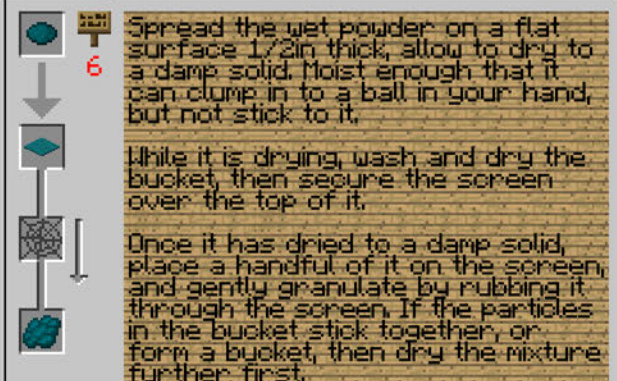 6
Spread the wet powder on a flat
surface 1/2in thick, allow to dry to
a damp solid. Moist enough that it
can clump in to a ball in your hand,
but not stick to it.
While it is drying, wash and dry the
bucket, then secure the screen
over the top of it.
Once it has dried to a damp solid,
place a handful of it on the screen,
and gently granulate by rubbing it
through the screen. If the particles
in the bucket stick together, or
form a bucket, then dry the mixture
further first.